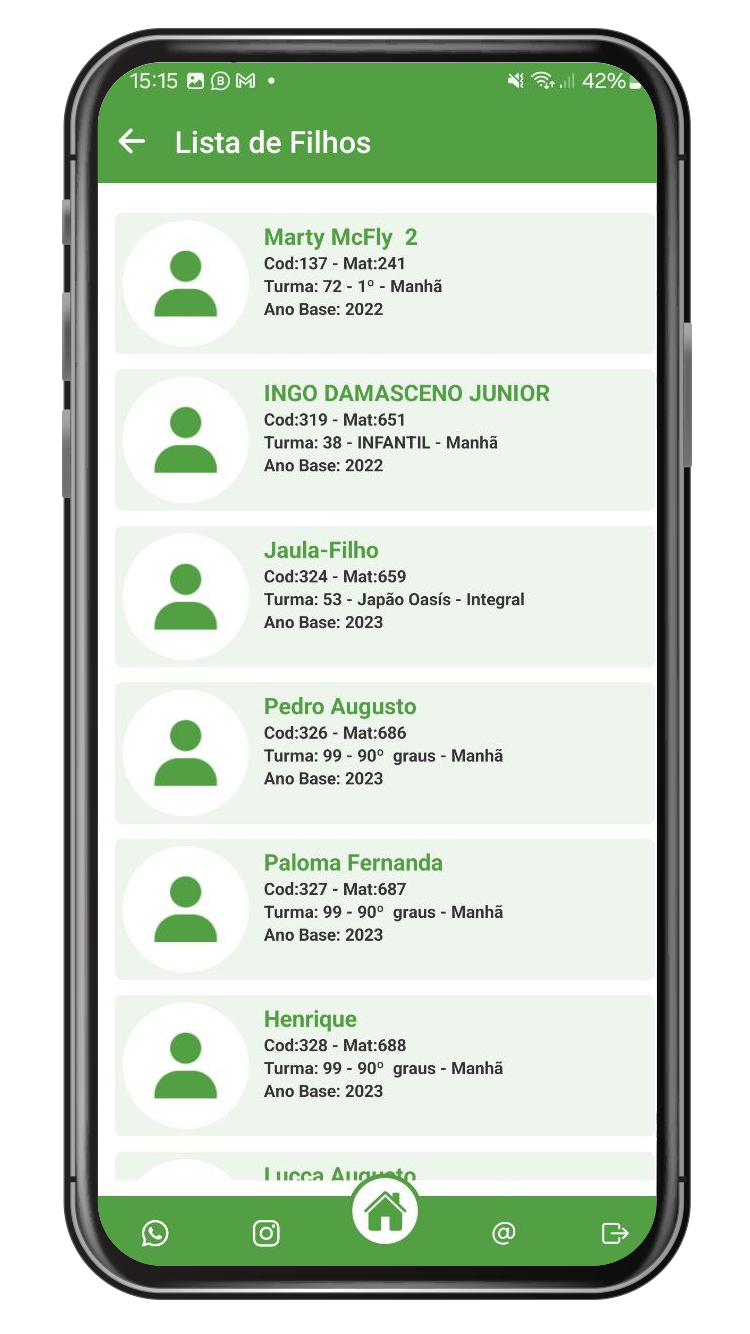 15:15
42%
Lista de Filhos
Marty McFly  2
Cod:137 - Mat:241
Turma: 72 - 1º - Manhã
Ano Base: 2022
INGO DAMASCENO JUNIOR
Cod:319 - Mat:651
Turma: 38 - INFANTIL - Manhã
Ano Base: 2022
Jaula-Filho
Cod:324 - Mat:659
Turma: 53 - Japão Oasís - Integral
Ano Base: 2023
Pedro Augusto
Cod:326 - Mat:686
Turma: 99 - 90º  graus - Manhã
Ano Base: 2023
Paloma Fernanda
Cod:327 - Mat:687
Turma: 99 - 90º  graus - Manhã
Ano Base: 2023
Henrique
Cod:328 - Mat:688
Turma: 99 - 90º  graus - Manhã
Ano Base: 2023
Lucca Augusto